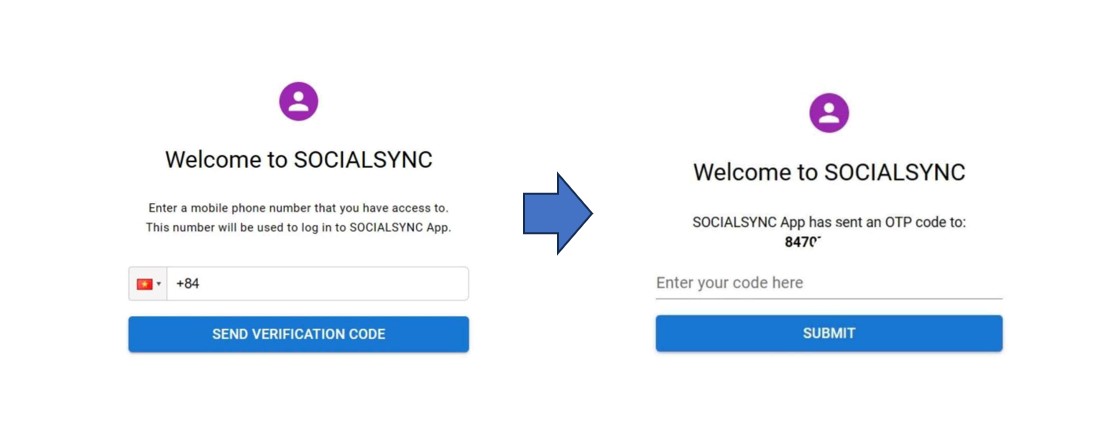 Welcome to SOCIALSYNC
Enter a mobile phone number that you have access to.
This number will be used to log in to SOCIALSYNC App.
+84
SEND VERIFICATION CODE
Welcome to SOCIALSYNC
SOCIALSYNC App has sent an OTP code to:
Enter your code here
SUBMIT